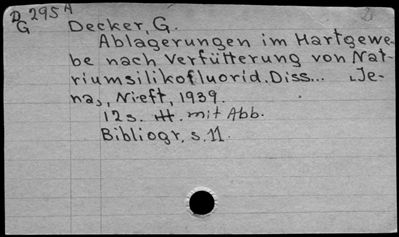 D 295 A
G Decker, G.
Ablagerungen im Hartgewe-
be nach Verfütterung von Nat-
riumsilikofluorid. Diss... ⌞Je-
na⌟, Nieft, 1939.
12 s. mit Abb.
Bibliogr. s. 11.